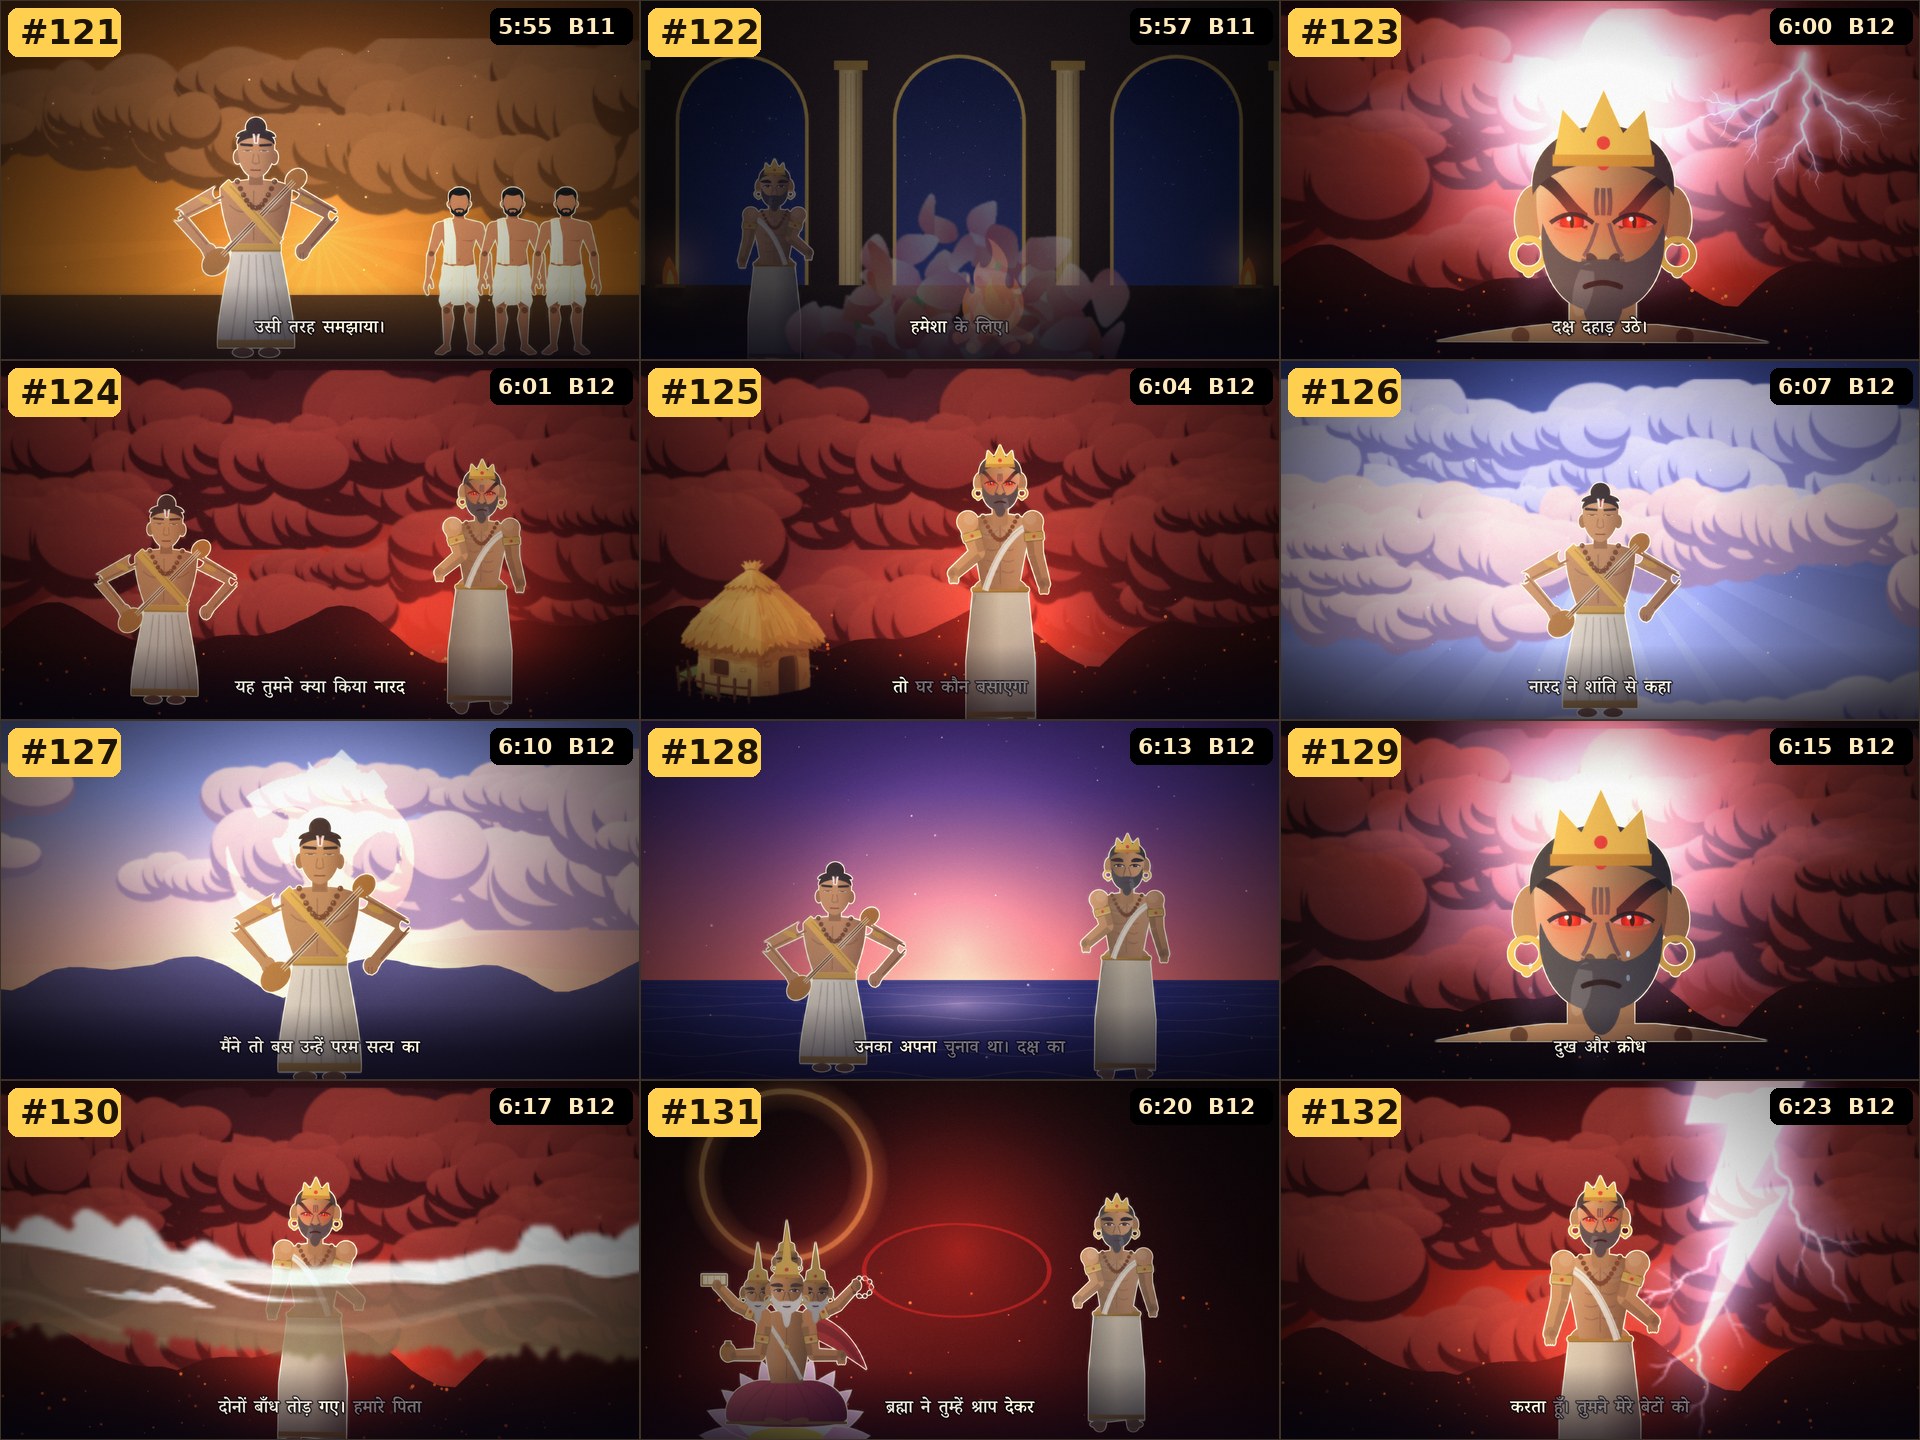 #121
5:55 B11
उसी तरह समझाया।
#122
5:57 B11
हमेशा के लिए।
#123
6:00 B12
दक्ष दहाड़ उठे।
#124
6:01 B12
यह तुमने क्या किया नारद
#125
6:04 B12
तो घर कौन बसाएगा
#126
6:07 B12
नारद ने शांति से कहा
#127
6:10 B12
मैंने तो बस उन्हें परम सत्य का
#128
6:13 B12
उनका अपना चुनाव था। दक्ष का
#129
6:15 B12
दुख और क्रोध
#130
6:17 B12
दोनों बाँध तोड़ गए। हमारे पिता
#131
6:20 B12
ब्रह्मा ने तुम्हें श्राप देकर
#132
6:23 B12
करता हूँ। तुमने मेरे बेटों को